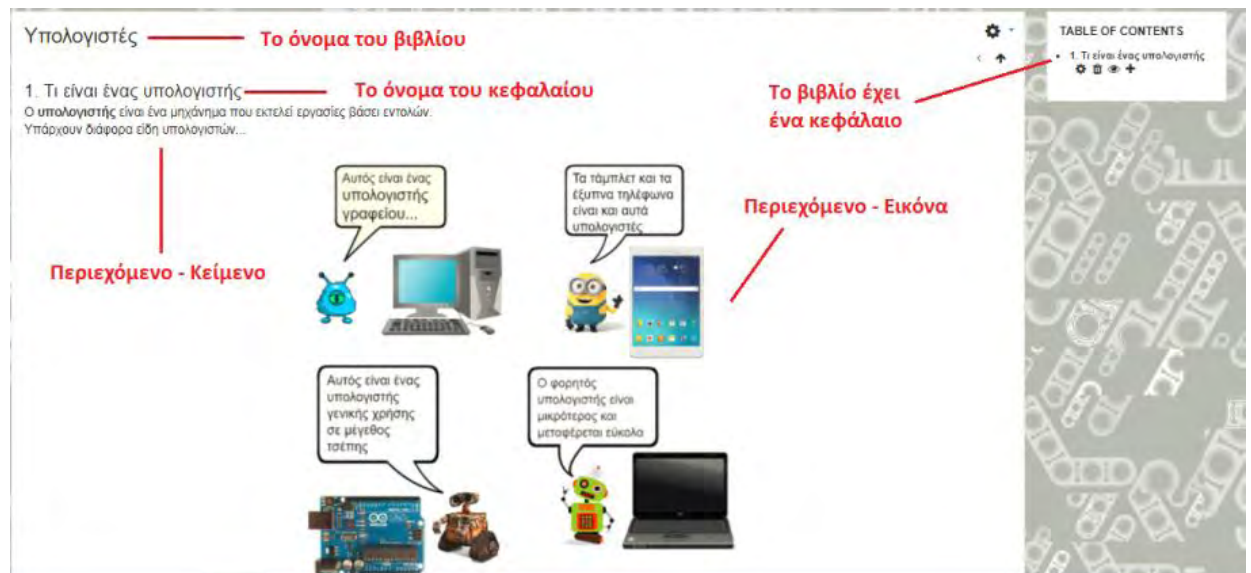 Υπολογιστές
Το όνομα του βιβλίου
1. Τι είναι ένας υπολογιστής
Το όνομα του κεφαλαίου
Ο υπολογιστής είναι ένα μηχάνημα που εκτελεί εργασίες βάσει εντολών.
Υπάρχουν διάφορα είδη υπολογιστών...
TABLE OF CONTENTS
1. Τι είναι ένας υπολογιστής
Το βιβλίο έχει
ένα κεφάλαιο
Περιεχόμενο - Κείμενο
Περιεχόμενο - Εικόνα
Αυτός είναι ένας
υπολογιστής
γραφείου...
Τα τάμπλετ και τα
έξυπνα τηλέφωνα
είναι και αυτά
υπολογιστές
Αυτός είναι ένας
υπολογιστής
γενικής χρήσης
σε μέγεθος
τσέπης
Ο φορητός
υπολογιστής είναι
μικρότερος και
μεταφέρεται εύκολα